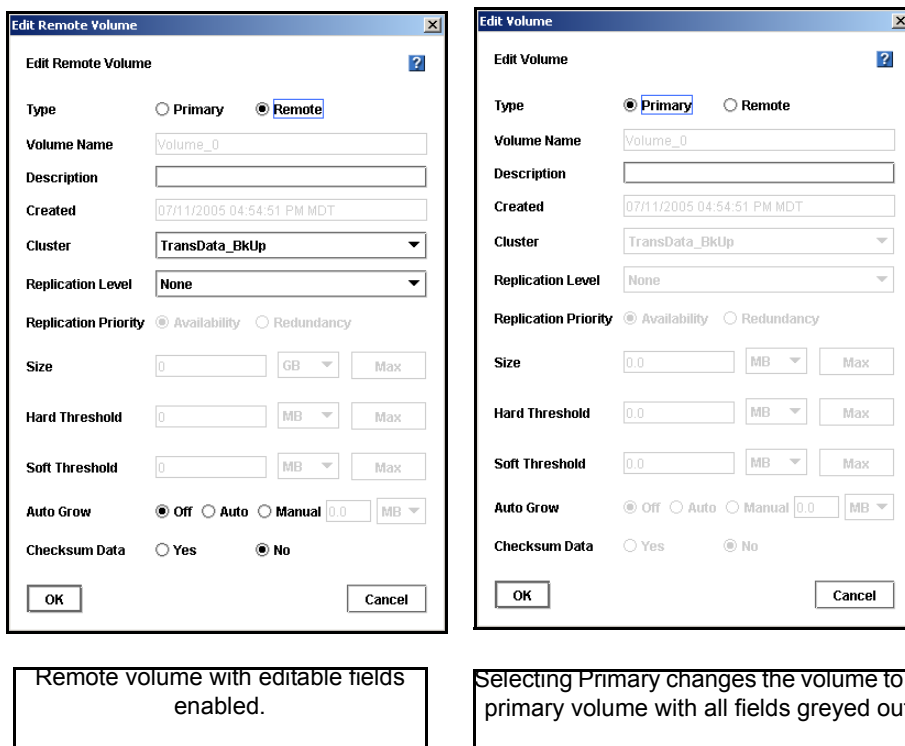 Edit Remote Volume
Edit Remote Volume ?
Type Primary Remote
Volume Name Volume_0
Description
Created 07/11/2005 04:54:51 PM MDT
Cluster TransData_BkUp
Replication Level None
Replication Priority Availability Redundancy
Size 0 GB Max
Hard Threshold 0 MB Max
Soft Threshold 0 MB Max
Auto Grow Off Auto Manual 0.0 MB
Checksum Data Yes No
OK Cancel
Remote volume with editable fields
enabled.
Edit Volume
Edit Volume ?
Type Primary Remote
Volume Name Volume_0
Description
Created 07/11/2005 04:54:51 PM MDT
Cluster TransData_BkUp
Replication Level None
Replication Priority Availability Redundancy
Size 0.0 MB Max
Hard Threshold 0.0 MB Max
Soft Threshold 0.0 MB Max
Auto Grow Off Auto Manual 0.0 MB
Checksum Data Yes No
OK Cancel
Selecting Primary changes the volume to
primary volume with all fields greyed out